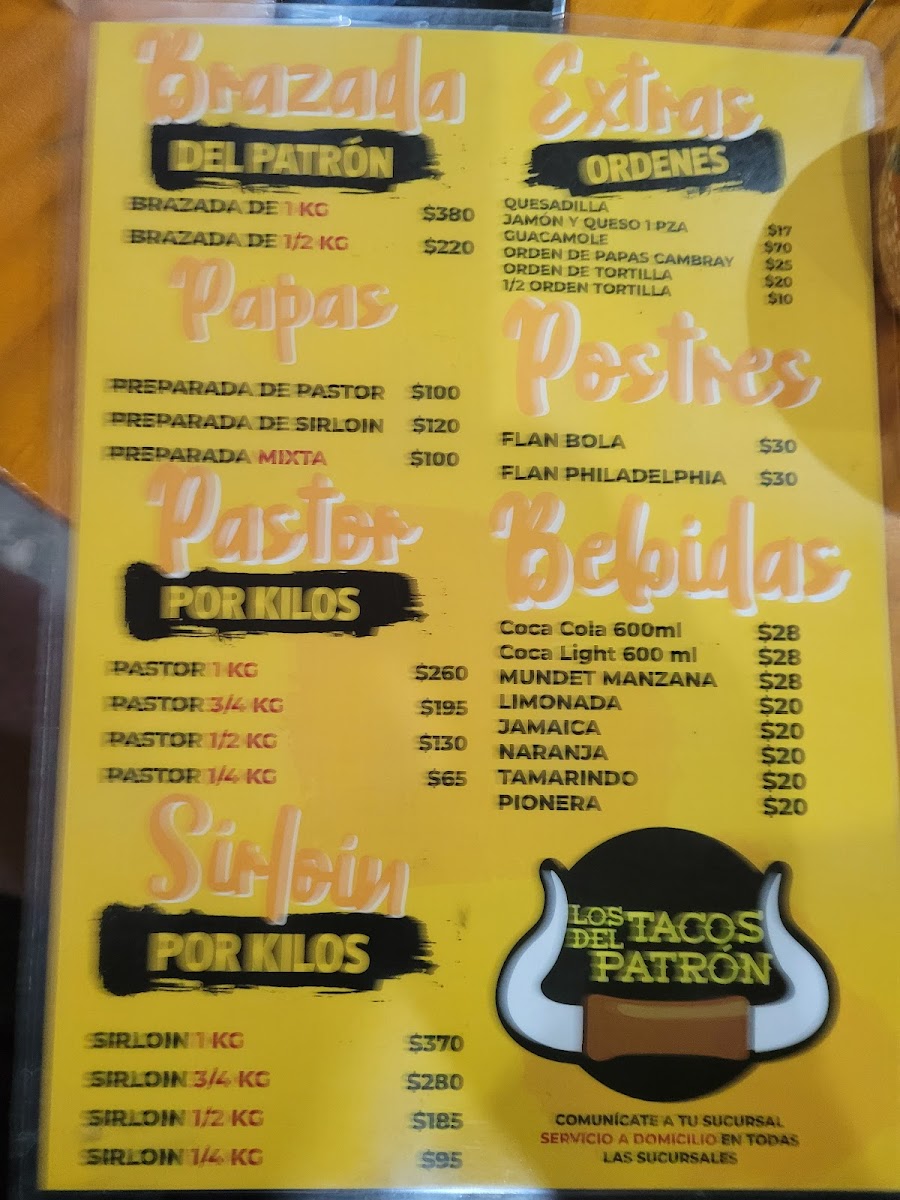 Brazada
DEL PATRÓN
BRAZADA DE 1 KG $380
BRAZADA DE 1/2 KG $220
Papas
PREPARADA DE PASTOR $100
PREPARADA DE SIRLOIN $120
PREPARADA MIXTA $100
Pastor
POR KILOS
PASTOR 1 KG $260
PASTOR 3/4 KG $195
PASTOR 1/2 KG $130
PASTOR 1/4 KG $65
Sirloin
POR KILOS
SIRLOIN 1 KG $370
SIRLOIN 3/4 KG $280
SIRLOIN 1/2 KG $185
SIRLOIN 1/4 KG $95
Extras
ORDENES
QUESADILLA
JAMÓN Y QUESO 1 PZA $17
GUACAMOLE $70
ORDEN DE PAPAS CAMBRAY $25
ORDEN DE TORTILLA $20
1/2 ORDEN TORTILLA $10
Postres
FLAN BOLA $30
FLAN PHILADELPHIA $30
Bebidas
Coca Cola 600ml $28
Coca Light 600 ml $28
MUNDET MANZANA $28
LIMONADA $20
JAMAICA $20
NARANJA $20
TAMARINDO $20
PIONERA $20
LOS TACOS
DEL PATRÓN
COMUNÍCATE A TU SUCURSAL
SERVICIO A DOMICILIO EN TODAS
LAS SUCURSALES